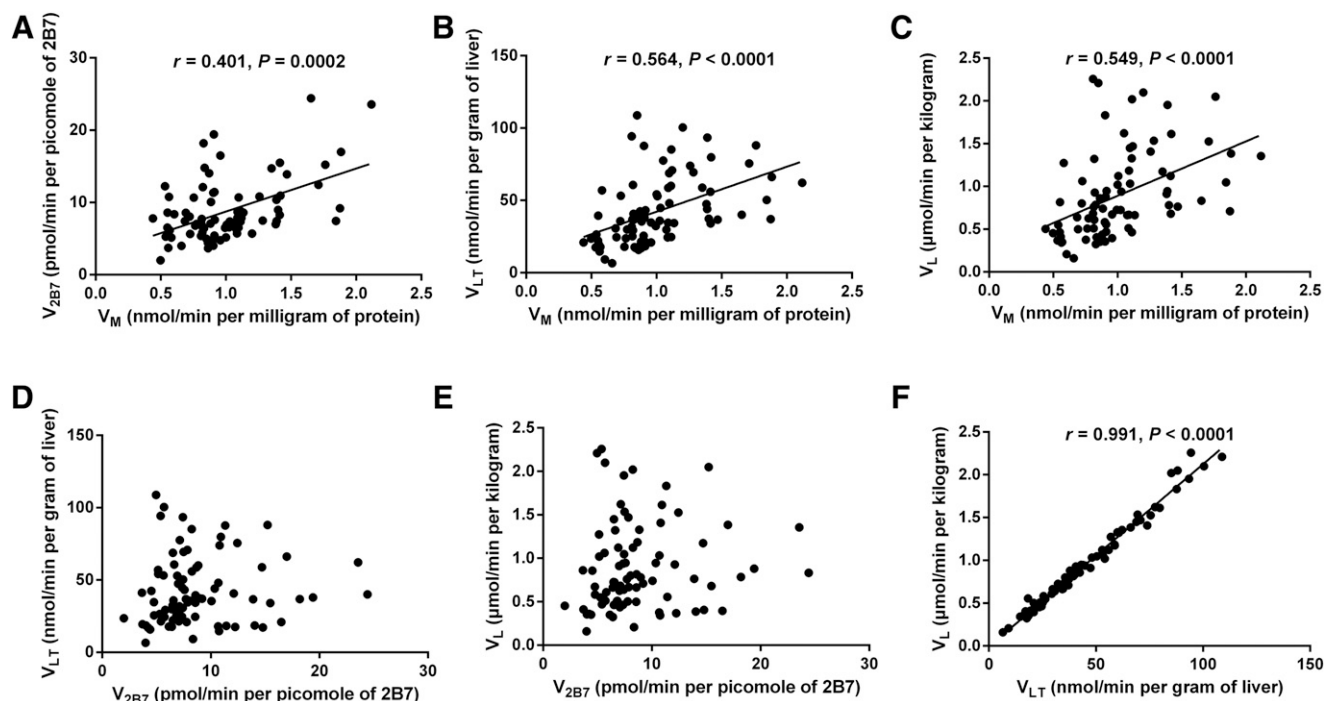 A
V2B7 (pmol/min per picomole of 2B7)
r = 0.401, P = 0.0002
30
20
10
0
0.0 0.5 1.0 1.5 2.0 2.5
VM (nmol/min per milligram of protein)
B
VLT (nmol/min per gram of liver)
r = 0.564, P < 0.0001
150
100
50
0
0.0 0.5 1.0 1.5 2.0 2.5
VM (nmol/min per milligram of protein)
C
VL (μmol/min per kilogram)
r = 0.549, P < 0.0001
2.5
2.0
1.5
1.0
0.5
0.0
0.0 0.5 1.0 1.5 2.0 2.5
VM (nmol/min per milligram of protein)
D
VLT (nmol/min per gram of liver)
150
100
50
0
0 10 20 30
V2B7 (pmol/min per picomole of 2B7)
E
VL (μmol/min per kilogram)
2.5
2.0
1.5
1.0
0.5
0.0
0 10 20 30
V2B7 (pmol/min per picomole of 2B7)
F
VL (μmol/min per kilogram)
r = 0.991, P < 0.0001
2.5
2.0
1.5
1.0
0.5
0.0
0 50 100 150
VLT (nmol/min per gram of liver)